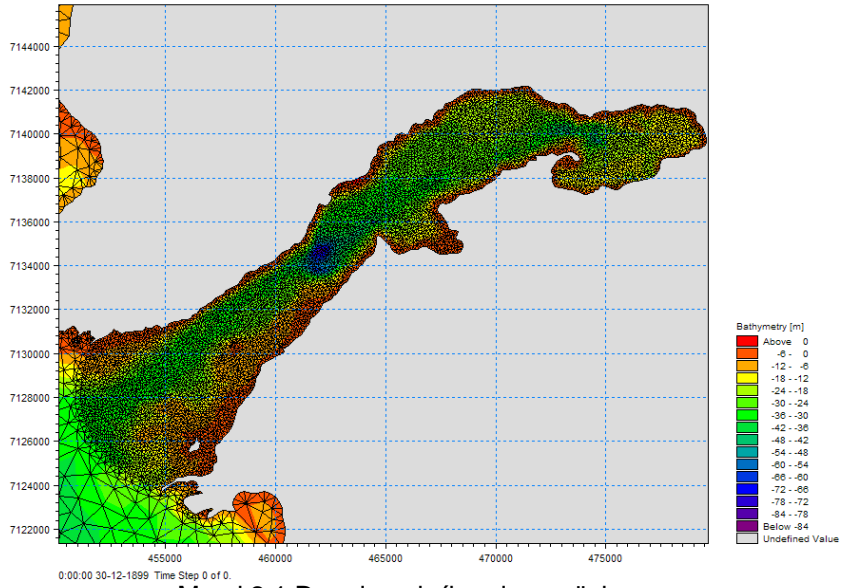 7144000
7142000
7140000
7138000
7136000
7134000
7132000
7130000
7128000
7126000
7124000
7122000
455000
460000
465000
470000
475000
0:00:00 30-12-1899 Time Step 0 of 0.
Bathymetry [m]
Above 0
-6 - 0
-12 - -6
-18 - -12
-24 - -18
-30 - -24
-36 - -30
-42 - -36
-48 - -42
-54 - -48
-60 - -54
-66 - -60
-72 - -66
-78 - -72
-84 - -78
Below -84
Undefined Value